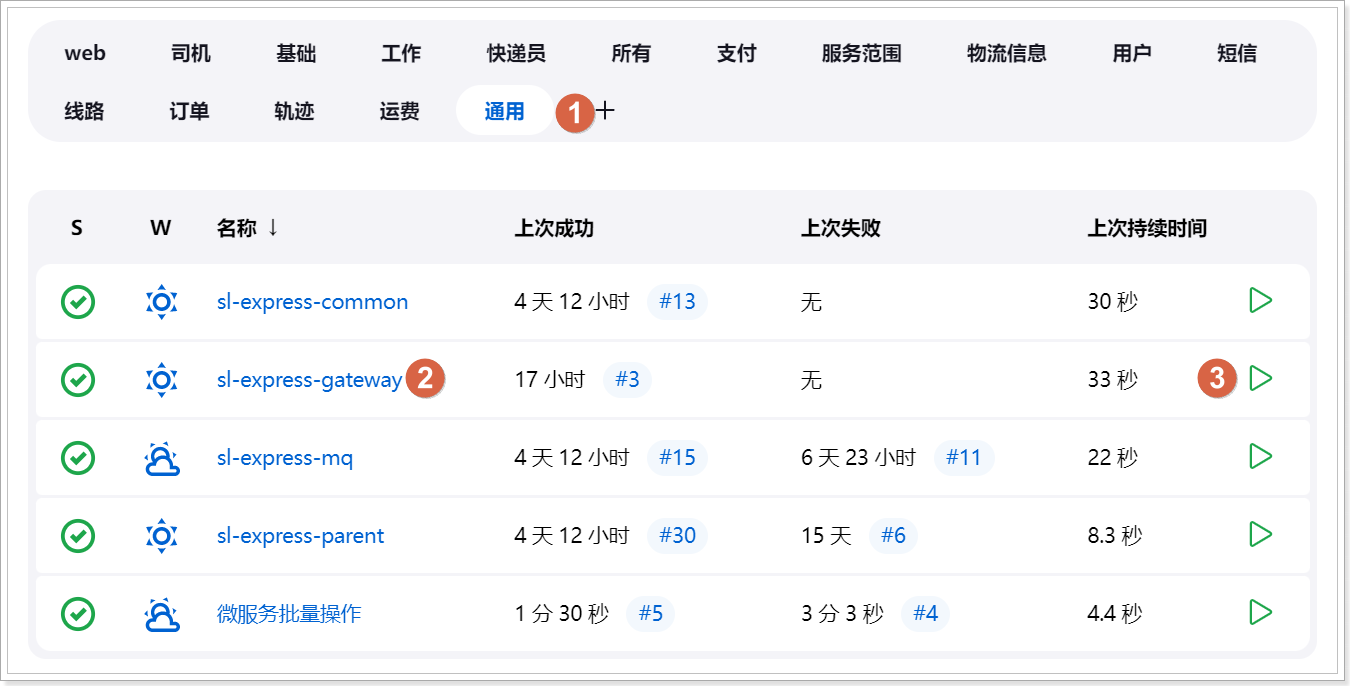 web 司机 基础 工作 快递员 所有 支付 服务范围 物流信息 用户 短信
线路 订单 轨迹 运费 通用 1 +
S W 名称 ↓ 上次成功 上次失败 上次持续时间
sl-express-common 4 天 12 小时 #13 无 30 秒
sl-express-gateway 2 17 小时 #3 无 33 秒 3
sl-express-mq 4 天 12 小时 #15 6 天 23 小时 #11 22 秒
sl-express-parent 4 天 12 小时 #30 15 天 #6 8.3 秒
微服务批量操作 1 分 30 秒 #5 3 分 3 秒 #4 4.4 秒